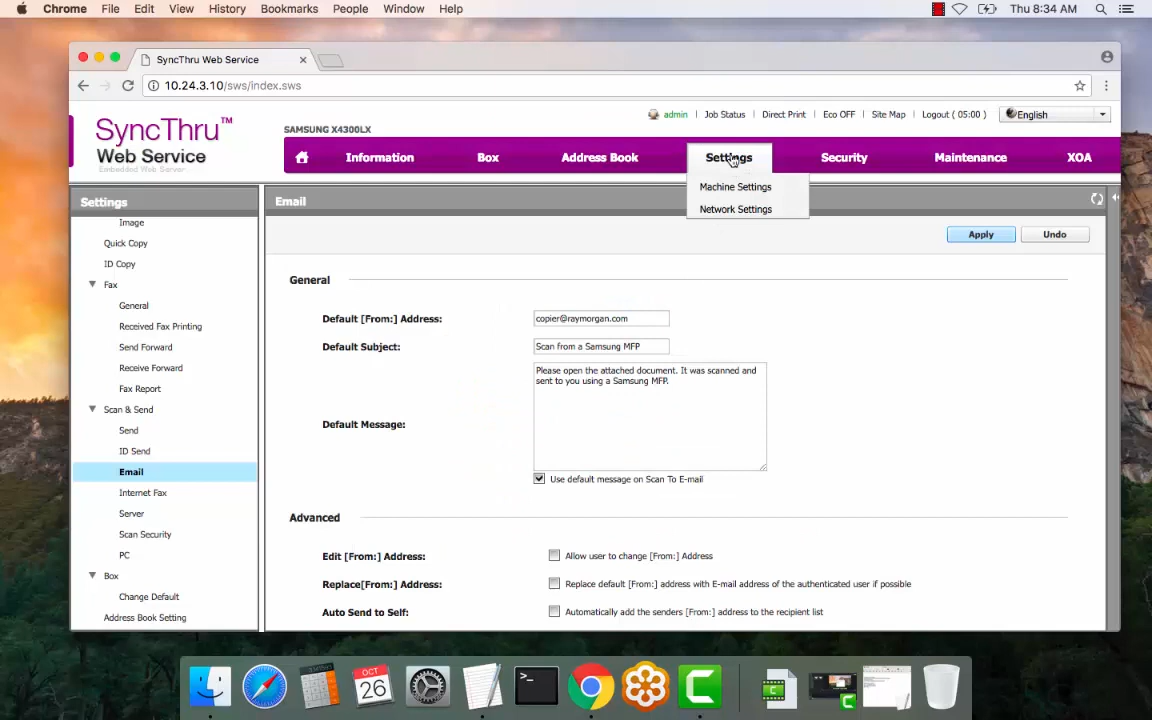 Chrome File Edit View History Bookmarks People Window Help Thu 8:34 AM
SyncThru Web Service
10.24.3.10/sws/index.sws
admin | Job Status | Direct Print | Eco OFF | Site Map | Logout ( 05:00 ) English
SyncThru™
Web Service
Embedded Web Server
SAMSUNG X4300LX
Information Box Address Book Settings Security Maintenance XOA
Machine Settings
Network Settings
Settings
Image
Quick Copy
ID Copy
Fax
General
Received Fax Printing
Send Forward
Receive Forward
Fax Report
Scan & Send
Send
ID Send
Email
Internet Fax
Server
Scan Security
PC
Box
Change Default
Address Book Setting
Email
Apply Undo
General
Default [From:] Address: copier@raymorgan.com
Default Subject: Scan from a Samsung MFP
Default Message:
Please open the attached document. It was scanned and
sent to you using a Samsung MFP.
Use default message on Scan To E-mail
Advanced
Edit [From:] Address: Allow user to change [From:] Address
Replace[From:] Address: Replace default [From:] address with E-mail address of the authenticated user if possible
Auto Send to Self: Automatically add the senders [From:] address to the recipient list
OCT
26